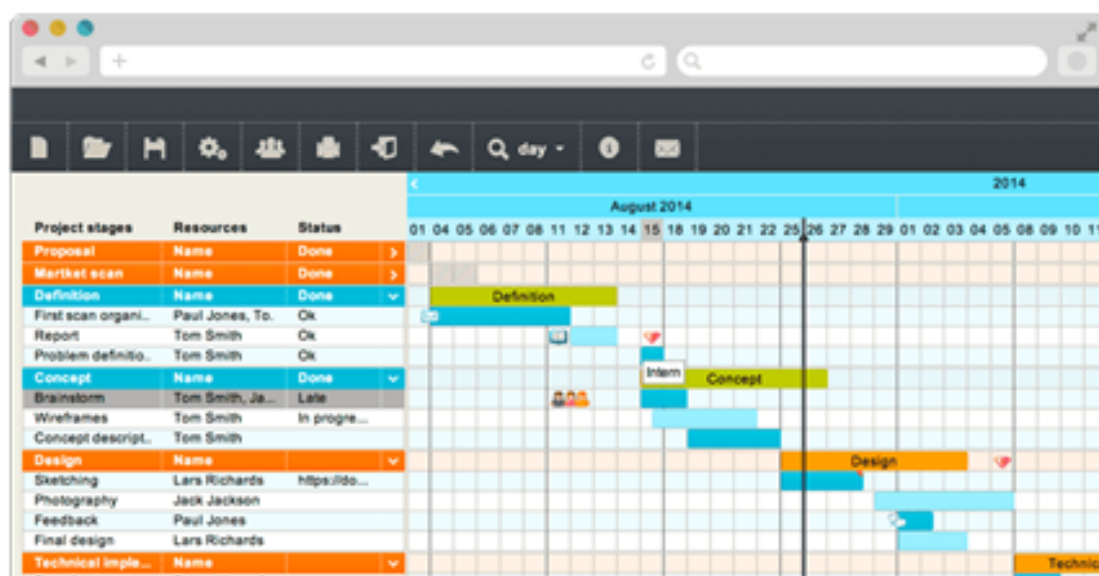 day
2014
August 2014
Project stages Resources Status 01 04 05 06 07 08 11 12 13 14 15 18 19 20 21 22 25 26 27 28 29 01 02 03 04 05 08 09 10 11
Proposal Name Done
Martket scan Name Done
Definition Name Done Definition
First scan organi... Paul Jones, To. Ok
Report Tom Smith Ok
Problem definitio.. Tom Smith Ok
Intern
Concept Name Done Concept
Brainstorm Tom Smith, Ja... Late
Wireframes Tom Smith In progre...
Concept descript.. Tom Smith
Design Name Design
Sketching Lars Richards https://do...
Photography Jack Jackson
Feedback Paul Jones
Final design Lars Richards
Technical imple... Name Technic